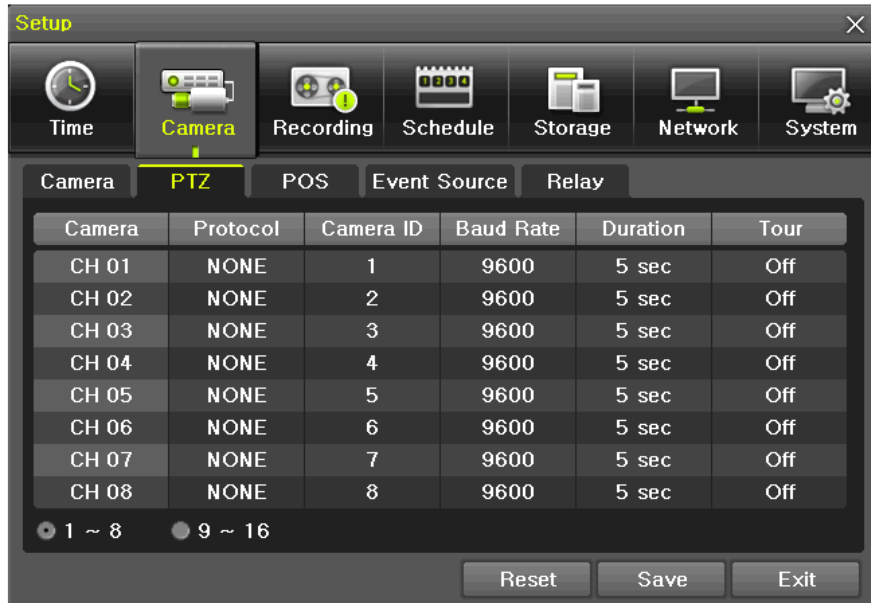 Setup
Time Camera Recording Schedule Storage Network System
Camera PTZ POS Event Source Relay
Camera Protocol Camera ID Baud Rate Duration Tour
CH 01 NONE 1 9600 5 sec Off
CH 02 NONE 2 9600 5 sec Off
CH 03 NONE 3 9600 5 sec Off
CH 04 NONE 4 9600 5 sec Off
CH 05 NONE 5 9600 5 sec Off
CH 06 NONE 6 9600 5 sec Off
CH 07 NONE 7 9600 5 sec Off
CH 08 NONE 8 9600 5 sec Off
1 ~ 8 9 ~ 16
Reset Save Exit